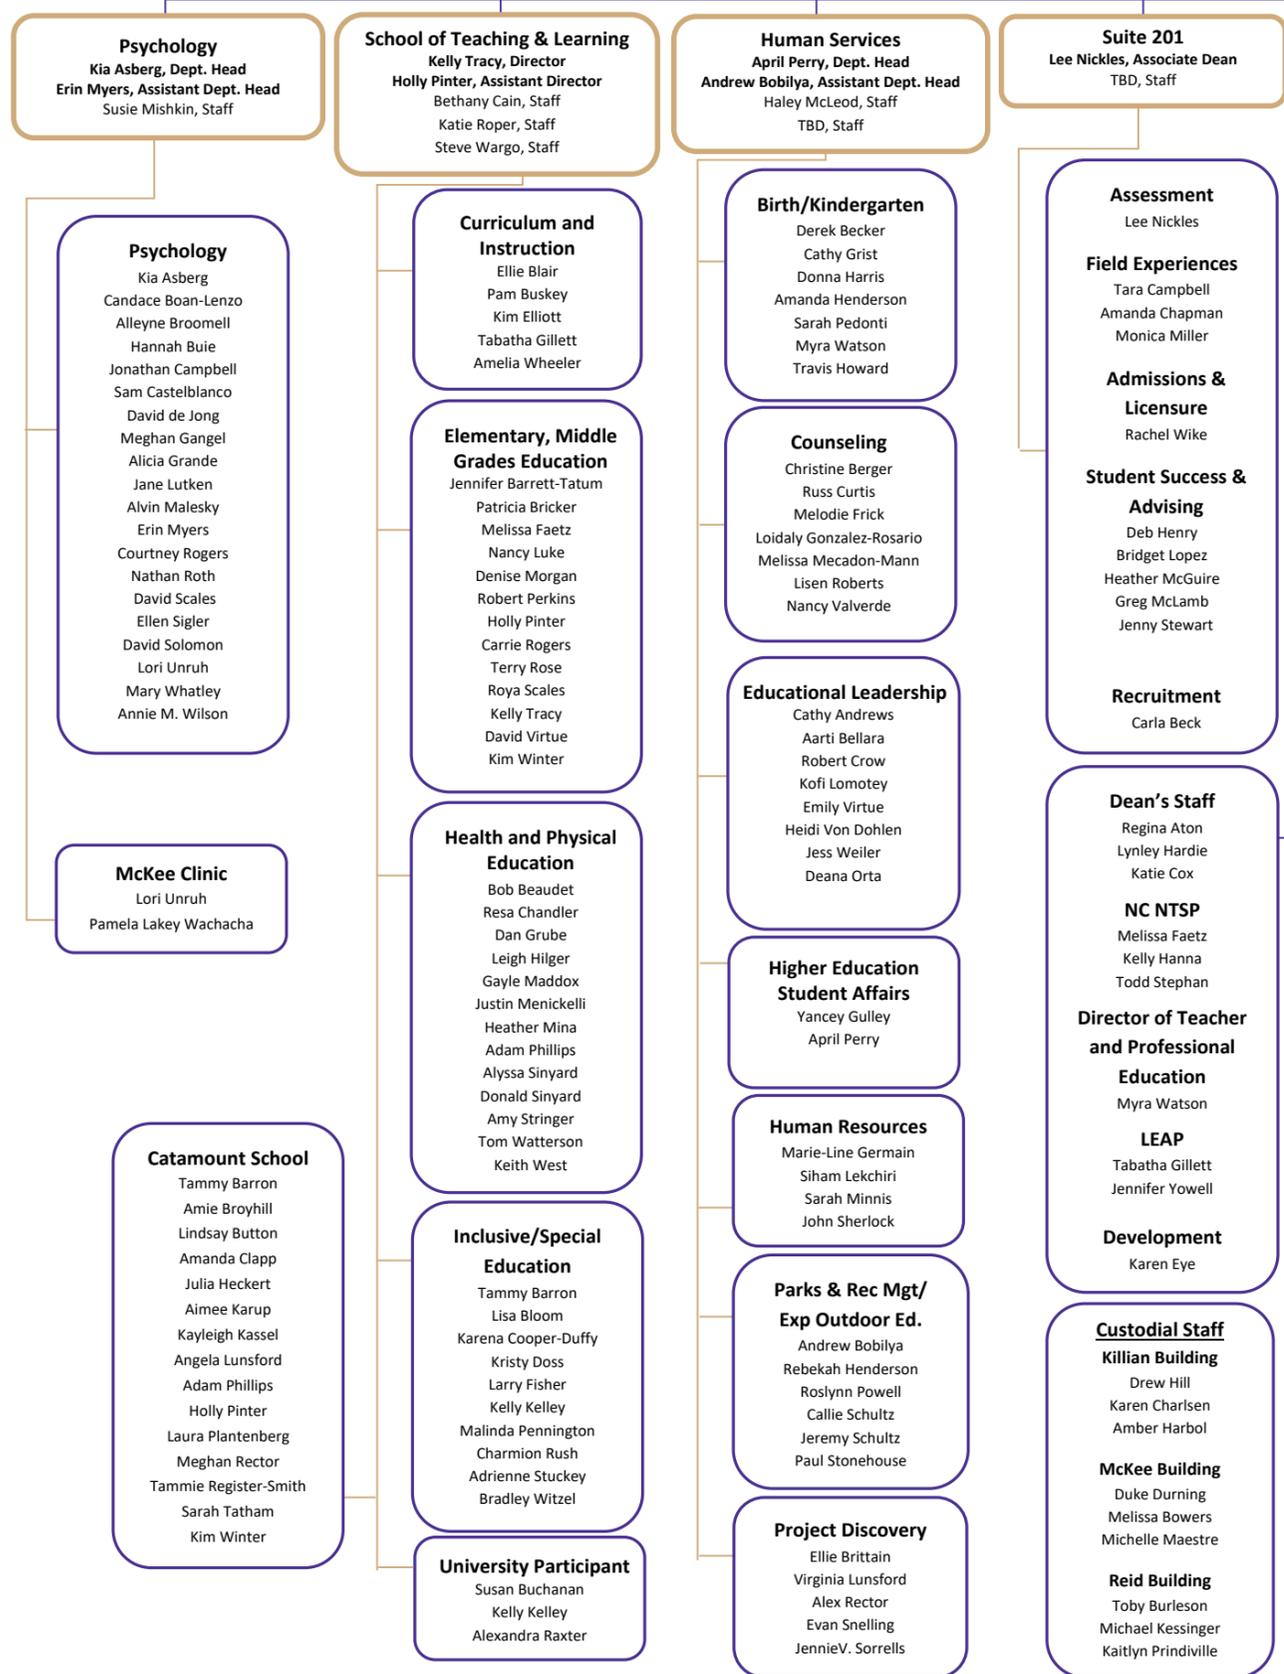 Psychology
Kia Asberg, Dept. Head
Erin Myers, Assistant Dept. Head
Susie Mishkin, Staff
Psychology
Kia Asberg
Candace Boan-Lenzo
Alleyne Broomell
Hannah Buie
Jonathan Campbell
Sam Castelblanco
David de Jong
Meghan Gangel
Alicia Grande
Jane Lutken
Alvin Malesky
Erin Myers
Courtney Rogers
Nathan Roth
David Scales
Ellen Sigler
David Solomon
Lori Unruh
Mary Whatley
Annie M. Wilson
McKee Clinic
Lori Unruh
Pamela Lakey Wachacha
School of Teaching & Learning
Kelly Tracy, Director
Holly Pinter, Assistant Director
Bethany Cain, Staff
Katie Roper, Staff
Steve Wargo, Staff
Curriculum and
Instruction
Ellie Blair
Pam Buskey
Kim Elliott
Tabatha Gillett
Amelia Wheeler
Elementary, Middle
Grades Education
Jennifer Barrett-Tatum
Patricia Bricker
Melissa Faetz
Nancy Luke
Denise Morgan
Robert Perkins
Holly Pinter
Carrie Rogers
Terry Rose
Roya Scales
Kelly Tracy
David Virtue
Kim Winter
Health and Physical
Education
Bob Beaudet
Resa Chandler
Dan Grube
Leigh Hilger
Gayle Maddox
Justin Menickelli
Heather Mina
Adam Phillips
Alyssa Sinyard
Donald Sinyard
Amy Stringer
Tom Watterson
Keith West
Inclusive/Special
Education
Tammy Barron
Lisa Bloom
Karena Cooper-Duffy
Kristy Doss
Larry Fisher
Kelly Kelley
Malinda Pennington
Charmion Rush
Adrienne Stuckey
Bradley Witzel
Catamount School
Tammy Barron
Amie Broyhill
Lindsay Button
Amanda Clapp
Julia Heckert
Aimee Karup
Kayleigh Kassel
Angela Lunsford
Adam Phillips
Holly Pinter
Laura Plantenberg
Meghan Rector
Tammie Register-Smith
Sarah Tatham
Kim Winter
University Participant
Susan Buchanan
Kelly Kelley
Alexandra Raxter
Human Services
April Perry, Dept. Head
Andrew Bobilya, Assistant Dept. Head
Haley McLeod, Staff
TBD, Staff
Birth/Kindergarten
Derek Becker
Cathy Grist
Donna Harris
Amanda Henderson
Sarah Pedonti
Myra Watson
Travis Howard
Counseling
Christine Berger
Russ Curtis
Melodie Frick
Loidaly Gonzalez-Rosario
Melissa Mecadon-Mann
Lisen Roberts
Nancy Valverde
Educational Leadership
Cathy Andrews
Aarti Bellara
Robert Crow
Kofi Lomotey
Emily Virtue
Heidi Von Dohlen
Jess Weiler
Deana Orta
Higher Education
Student Affairs
Yancey Gulley
April Perry
Human Resources
Marie-Line Germain
Siham Lekchiri
Sarah Minnis
John Sherlock
Parks & Rec Mgt/
Exp Outdoor Ed.
Andrew Bobilya
Rebekah Henderson
Roslynn Powell
Callie Schultz
Jeremy Schultz
Paul Stonehouse
Project Discovery
Ellie Brittain
Virginia Lunsford
Alex Rector
Evan Snelling
JennieV. Sorrells
Suite 201
Lee Nickles, Associate Dean
TBD, Staff
Assessment
Lee Nickles
Field Experiences
Tara Campbell
Amanda Chapman
Monica Miller
Admissions &
Licensure
Rachel Wike
Student Success &
Advising
Deb Henry
Bridget Lopez
Heather McGuire
Greg McLamb
Jenny Stewart
Recruitment
Carla Beck
Dean’s Staff
Regina Aton
Lynley Hardie
Katie Cox
NC NTSP
Melissa Faetz
Kelly Hanna
Todd Stephan
Director of Teacher
and Professional
Education
Myra Watson
LEAP
Tabatha Gillett
Jennifer Yowell
Development
Karen Eye
Custodial Staff
Killian Building
Drew Hill
Karen Charlsen
Amber Harbol
McKee Building
Duke Durning
Melissa Bowers
Michelle Maestre
Reid Building
Toby Burleson
Michael Kessinger
Kaitlyn Prindiville